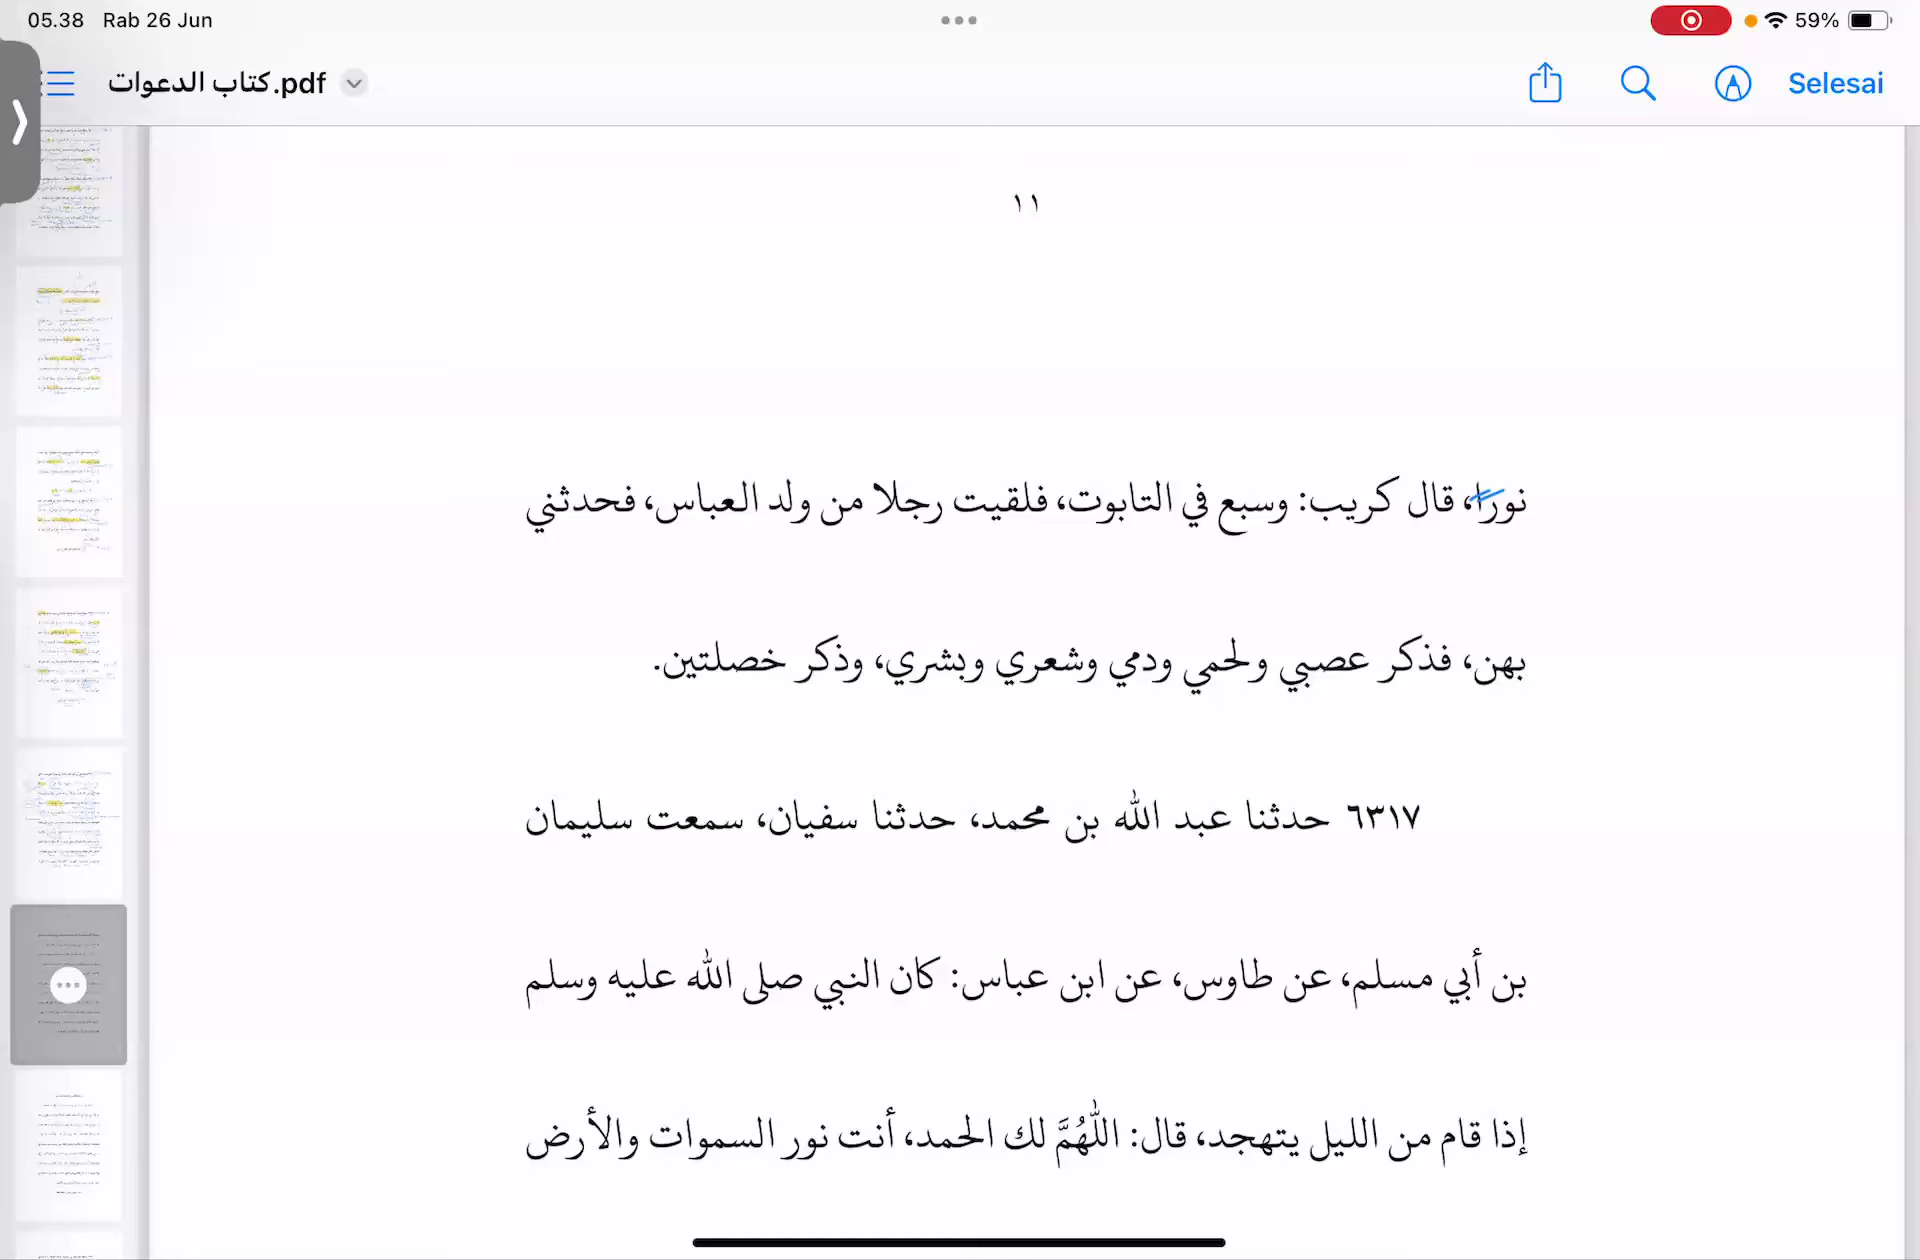 05.38 Rab 26 Jun
59%
كتاب الدعوات.pdf
Selesai
١١
نورا، قال كريب: وسبع في التابوت، فلقيت رجلا من ولد العباس، فحدثني
بهن، فذكر عصبي ولحمي ودمي وشعري وبشري، وذكر خصلتين.
٦٣١٧ حدثنا عبد الله بن محمد، حدثنا سفيان، سمعت سليمان
بن أبي مسلم، عن طاوس، عن ابن عباس: كان النبي صلى الله عليه وسلم
إذا قام من الليل يتهجد، قال: اللَّهُمَّ لك الحمد، أنت نور السموات والأرض